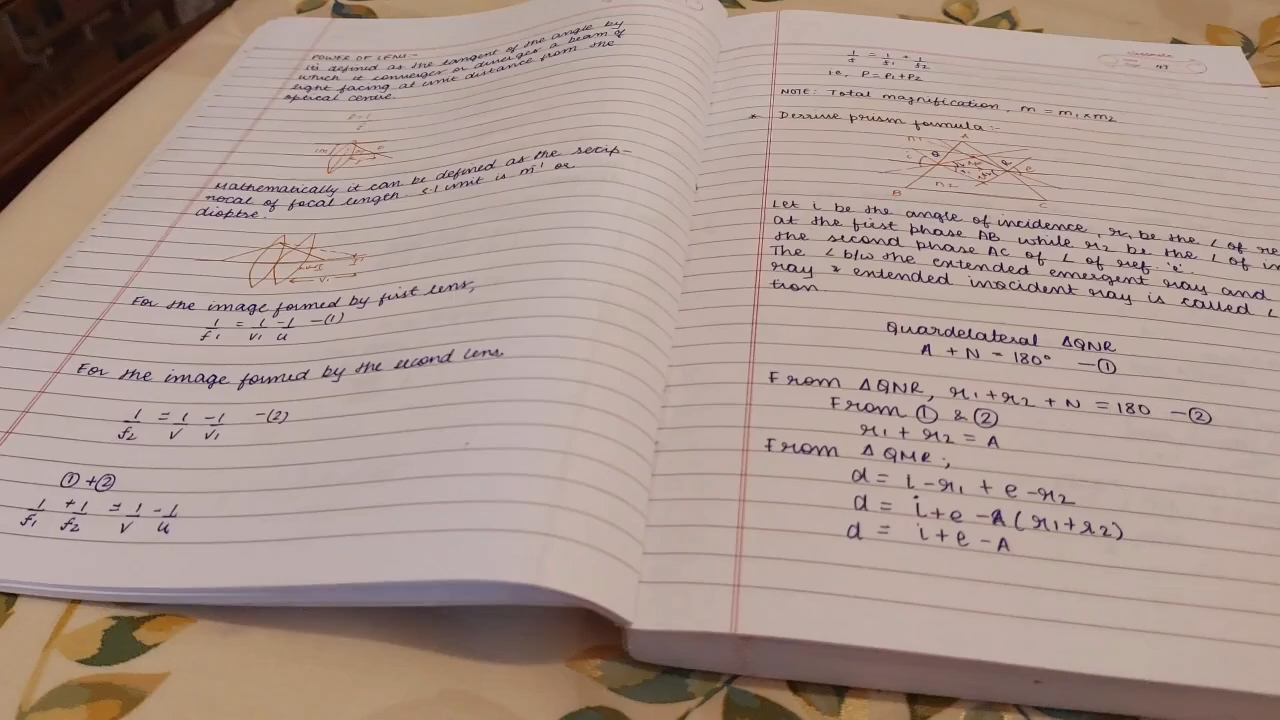 POWER OF LENS:-
its defined as the tangent of the angle by
which it converges or diverges a beam of
light facing at unit distance from the
optical centre.
P = 1/f
Mathematically it can be defined as the recip-
rocal of focal length S.I unit is m⁻¹ or
dioptre.
For the image formed by first lens,
1/f₁ = 1/v₁ - 1/u -(1)
For the image formed by the second lens.
1/f₂ = 1/v - 1/v₁ -(2)
① + ②
1/f₁ + 1/f₂ = 1/v - 1/u
49
1/f = 1/f₁ + 1/f₂
i.e, P = P₁ + P₂
NOTE: Total magnification, m = m₁ x m₂
* Derrive prism formula:-
A
B
n2
C
Let i be the angle of incidence, r₁ be the ∠ of re
at the first phase AB while r2 be the ∠ of in
the second phase AC of ∠ of ref. 'e'.
The ∠ b/w the extended emergent ray and
ray & extended inocident ray is called ∠
tion.
Quardelateral ΔQNR
A + N = 180° -①
From ΔQNR, r1 + r2 + N = 180 -②
From ① & ②
r1 + r2 = A
From ΔQMR;
d = i - r1 + e - r2
d = i + e - (r1 + r2)
d = i + e - A